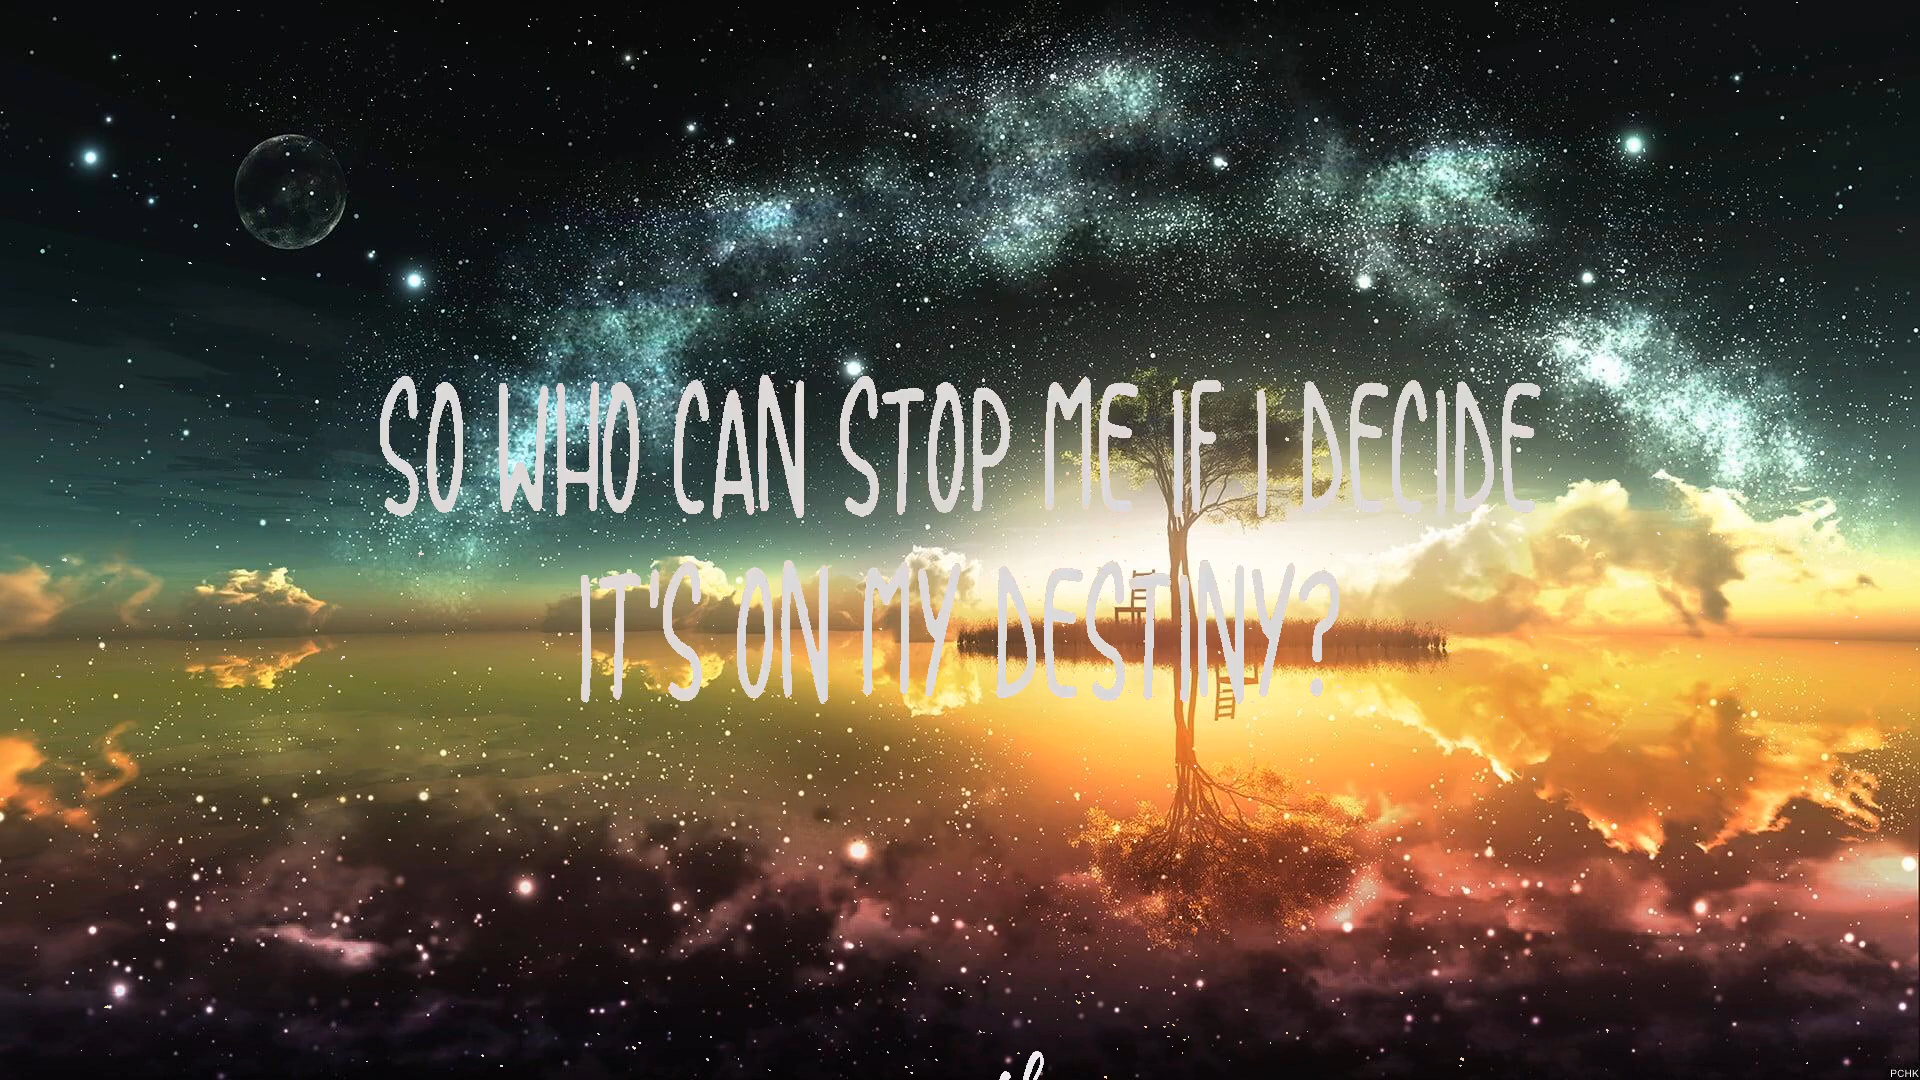 SO WHO CAN STOP ME IF I DECIDE
IT'S ON MY DESTINY?
PCHK